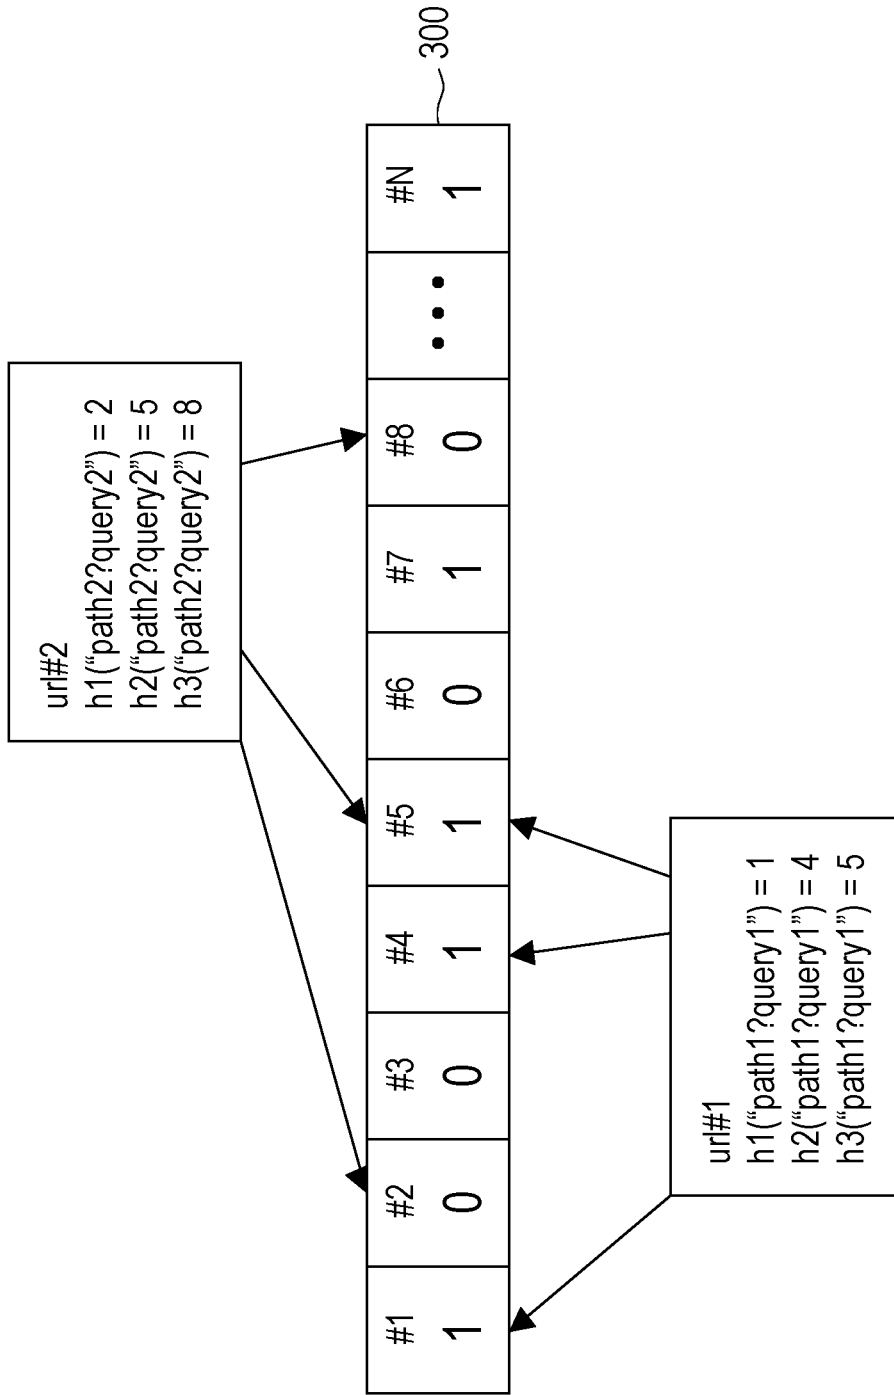 url#2
h1(“path2?query2”) = 2
h2(“path2?query2”) = 5
h3(“path2?query2”) = 8
#1 #2 #3 #4 #5 #6 #7 #8 #N
1 0 0 1 1 0 1 0 ••• 1
300
url#1
h1(“path1?query1”) = 1
h2(“path1?query1”) = 4
h3(“path1?query1”) = 5